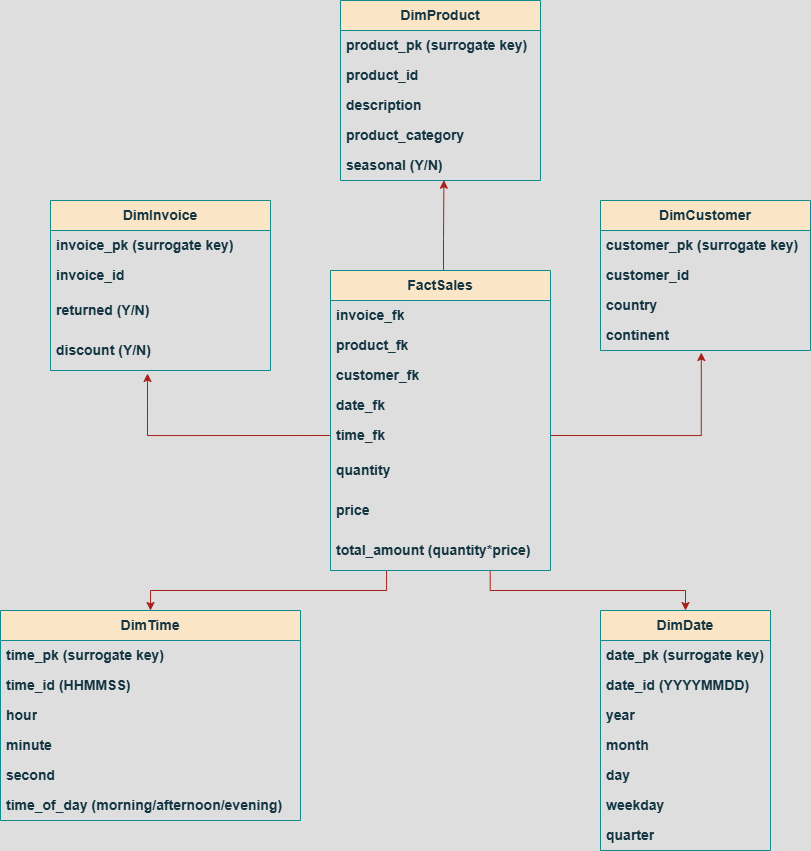 DimProduct
product_pk (surrogate key)
product_id
description
product_category
seasonal (Y/N)
DimInvoice
invoice_pk (surrogate key)
invoice_id
returned (Y/N)
discount (Y/N)
DimCustomer
customer_pk (surrogate key)
customer_id
country
continent
FactSales
invoice_fk
product_fk
customer_fk
date_fk
time_fk
quantity
price
total_amount (quantity*price)
DimTime
time_pk (surrogate key)
time_id (HHMMSS)
hour
minute
second
time_of_day (morning/afternoon/evening)
DimDate
date_pk (surrogate key)
date_id (YYYYMMDD)
year
month
day
weekday
quarter